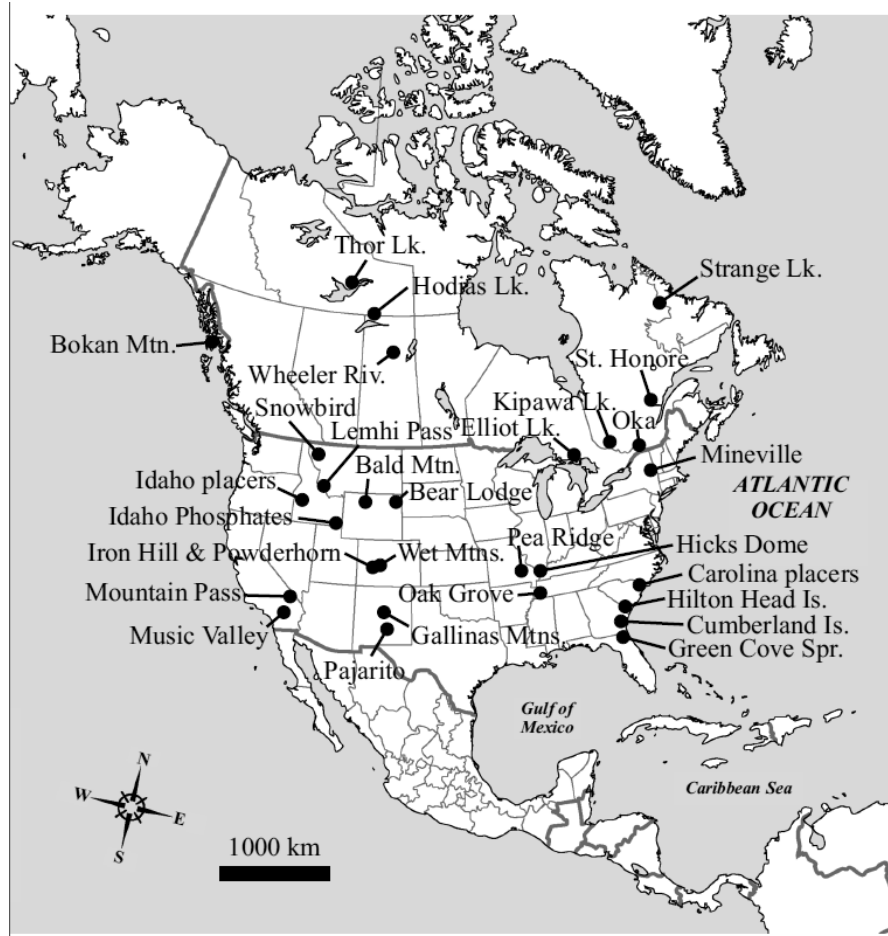 Thor Lk.
Hodias Lk.
Strange Lk.
Bokan Mtn.
Wheeler Riv.
St. Honore
Snowbird
Kipawa Lk.
Lemhi Pass
Elliot Lk.
Oka
Mineville
Bald Mtn.
Idaho placers
Bear Lodge
ATLANTIC
OCEAN
Idaho Phosphates
Pea Ridge
Hicks Dome
Iron Hill & Powderhorn
Wet Mtns.
Carolina placers
Mountain Pass
Oak Grove
Hilton Head Is.
Music Valley
Gallinas Mtns.
Cumberland Is.
Green Cove Spr.
Pajarito
Gulf of
Mexico
Caribbean Sea
N
W
E
S
1000 km